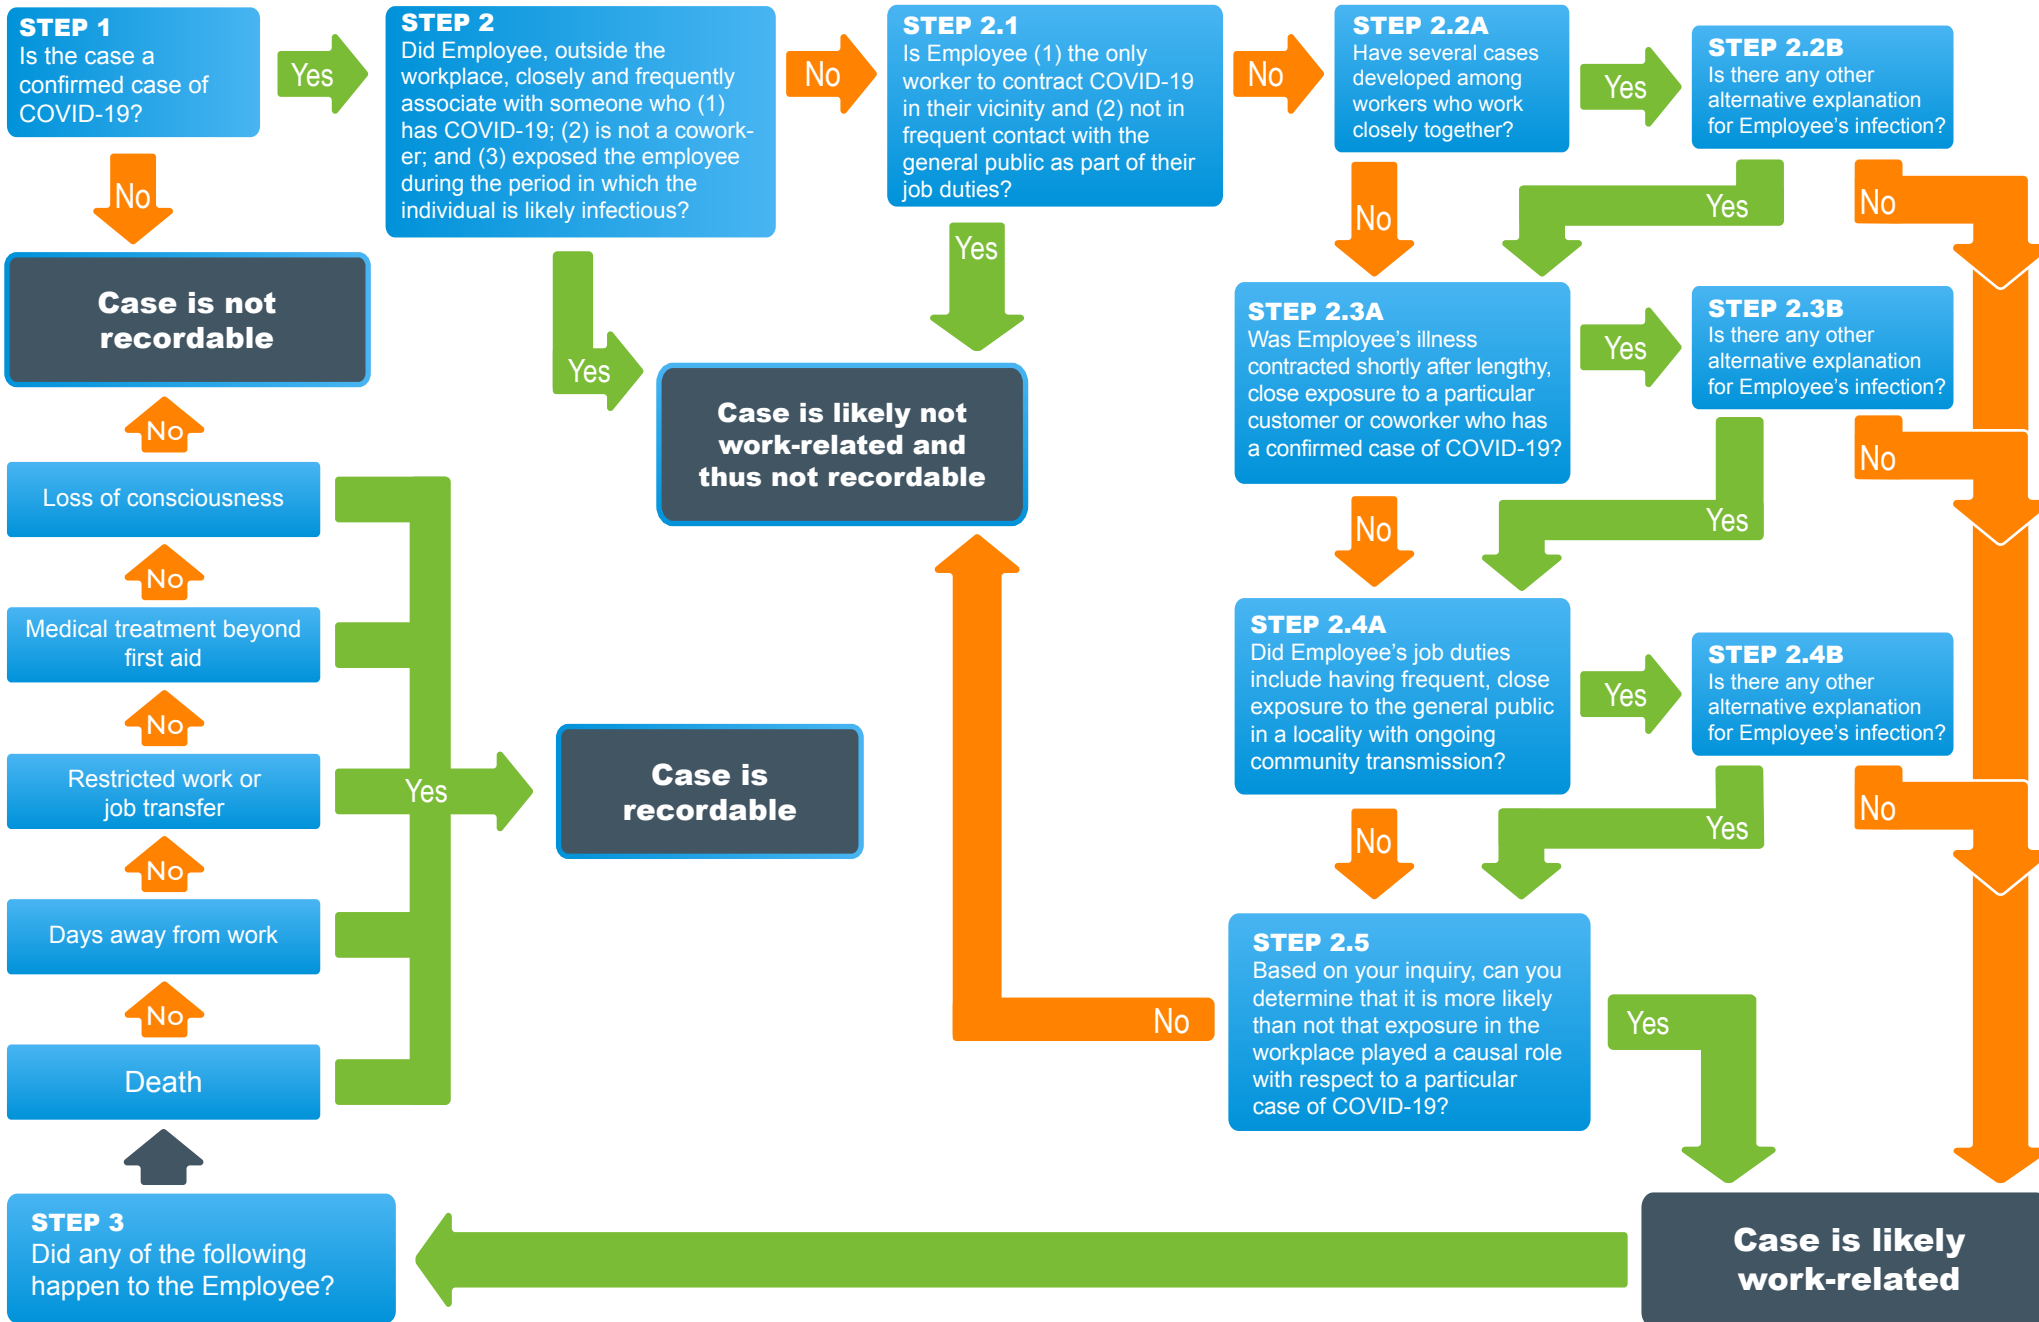 STEP 1
Is the case a
confirmed case of
COVID-19?
Yes
No
STEP 2
Did Employee, outside the
workplace, closely and frequently
associate with someone who (1)
has COVID-19; (2) is not a cowork-
er; and (3) exposed the employee
during the period in which the
individual is likely infectious?
No
Yes
STEP 2.1
Is Employee (1) the only
worker to contract COVID-19
in their vicinity and (2) not in
frequent contact with the
general public as part of their
job duties?
No
Yes
STEP 2.2A
Have several cases
developed among
workers who work
closely together?
Yes
No
STEP 2.2B
Is there any other
alternative explanation
for Employee's infection?
Yes
No
STEP 2.3A
Was Employee's illness
contracted shortly after lengthy,
close exposure to a particular
customer or coworker who has
a confirmed case of COVID-19?
Yes
No
STEP 2.3B
Is there any other
alternative explanation
for Employee's infection?
Yes
No
STEP 2.4A
Did Employee's job duties
include having frequent, close
exposure to the general public
in a locality with ongoing
community transmission?
Yes
No
STEP 2.4B
Is there any other
alternative explanation
for Employee's infection?
Yes
No
STEP 2.5
Based on your inquiry, can you
determine that it is more likely
than not that exposure in the
workplace played a causal role
with respect to a particular
case of COVID-19?
No
Yes
Case is likely not
work-related and
thus not recordable
Case is likely
work-related
STEP 3
Did any of the following
happen to the Employee?
Death
No
Days away from work
No
Restricted work or
job transfer
No
Medical treatment beyond
first aid
No
Loss of consciousness
No
Case is not
recordable
Yes
Case is
recordable